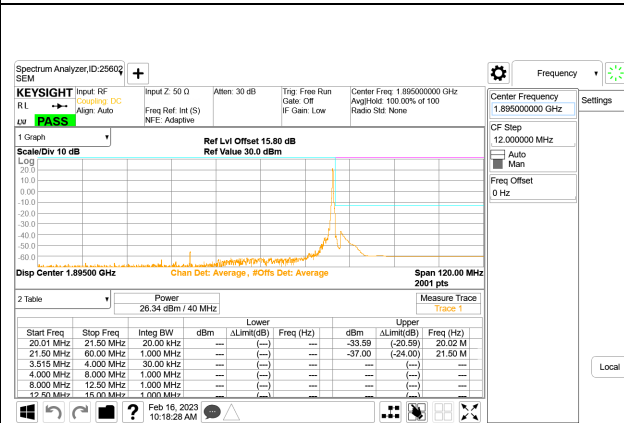 Spectrum Analyzer,ID:25602
SEM
+
Frequency
KEYSIGHT
R L
PASS
Input: RF
Coupling: DC
Align: Auto
Input Z: 50 Ω
Freq Ref: Int (S)
NFE: Adaptive
Atten: 30 dB
Trig: Free Run
Gate: Off
IF Gain: Low
Center Freq: 1.895000000 GHz
Avg|Hold: 100.00% of 100
Radio Std: None
Center Frequency
1.895000000 GHz
Settings
CF Step
12.000000 MHz
Auto
Man
Freq Offset
0 Hz
1 Graph
Scale/Div 10 dB
Ref Lvl Offset 15.80 dB
Ref Value 30.0 dBm
Log
20.0
10.0
0.00
-10.0
-20.0
-30.0
-40.0
-50.0
-60.0
Disp Center 1.89500 GHz
Chan Det: Average , #Offs Det: Average
Span 120.00 MHz
2001 pts
2 Table
Power
26.34 dBm / 40 MHz
Measure Trace
Trace 1
Lower Upper
Start Freq Stop Freq Integ BW dBm ΔLimit(dB) Freq (Hz) dBm ΔLimit(dB) Freq (Hz)
20.01 MHz 21.50 MHz 20.00 kHz --- (---) --- -33.59 (-20.59) 20.02 M
21.50 MHz 60.00 MHz 1.000 MHz --- (---) --- -37.00 (-24.00) 21.50 M
3.515 MHz 4.000 MHz 30.00 kHz --- (---) --- --- (---) ---
4.000 MHz 8.000 MHz 1.000 MHz --- (---) --- --- (---) ---
8.000 MHz 12.50 MHz 1.000 MHz --- (---) --- --- (---) ---
12.50 MHz 15.00 MHz 1.000 MHz --- (---) --- --- (---) ---
Local
?
Feb 16, 2023
10:18:28 AM